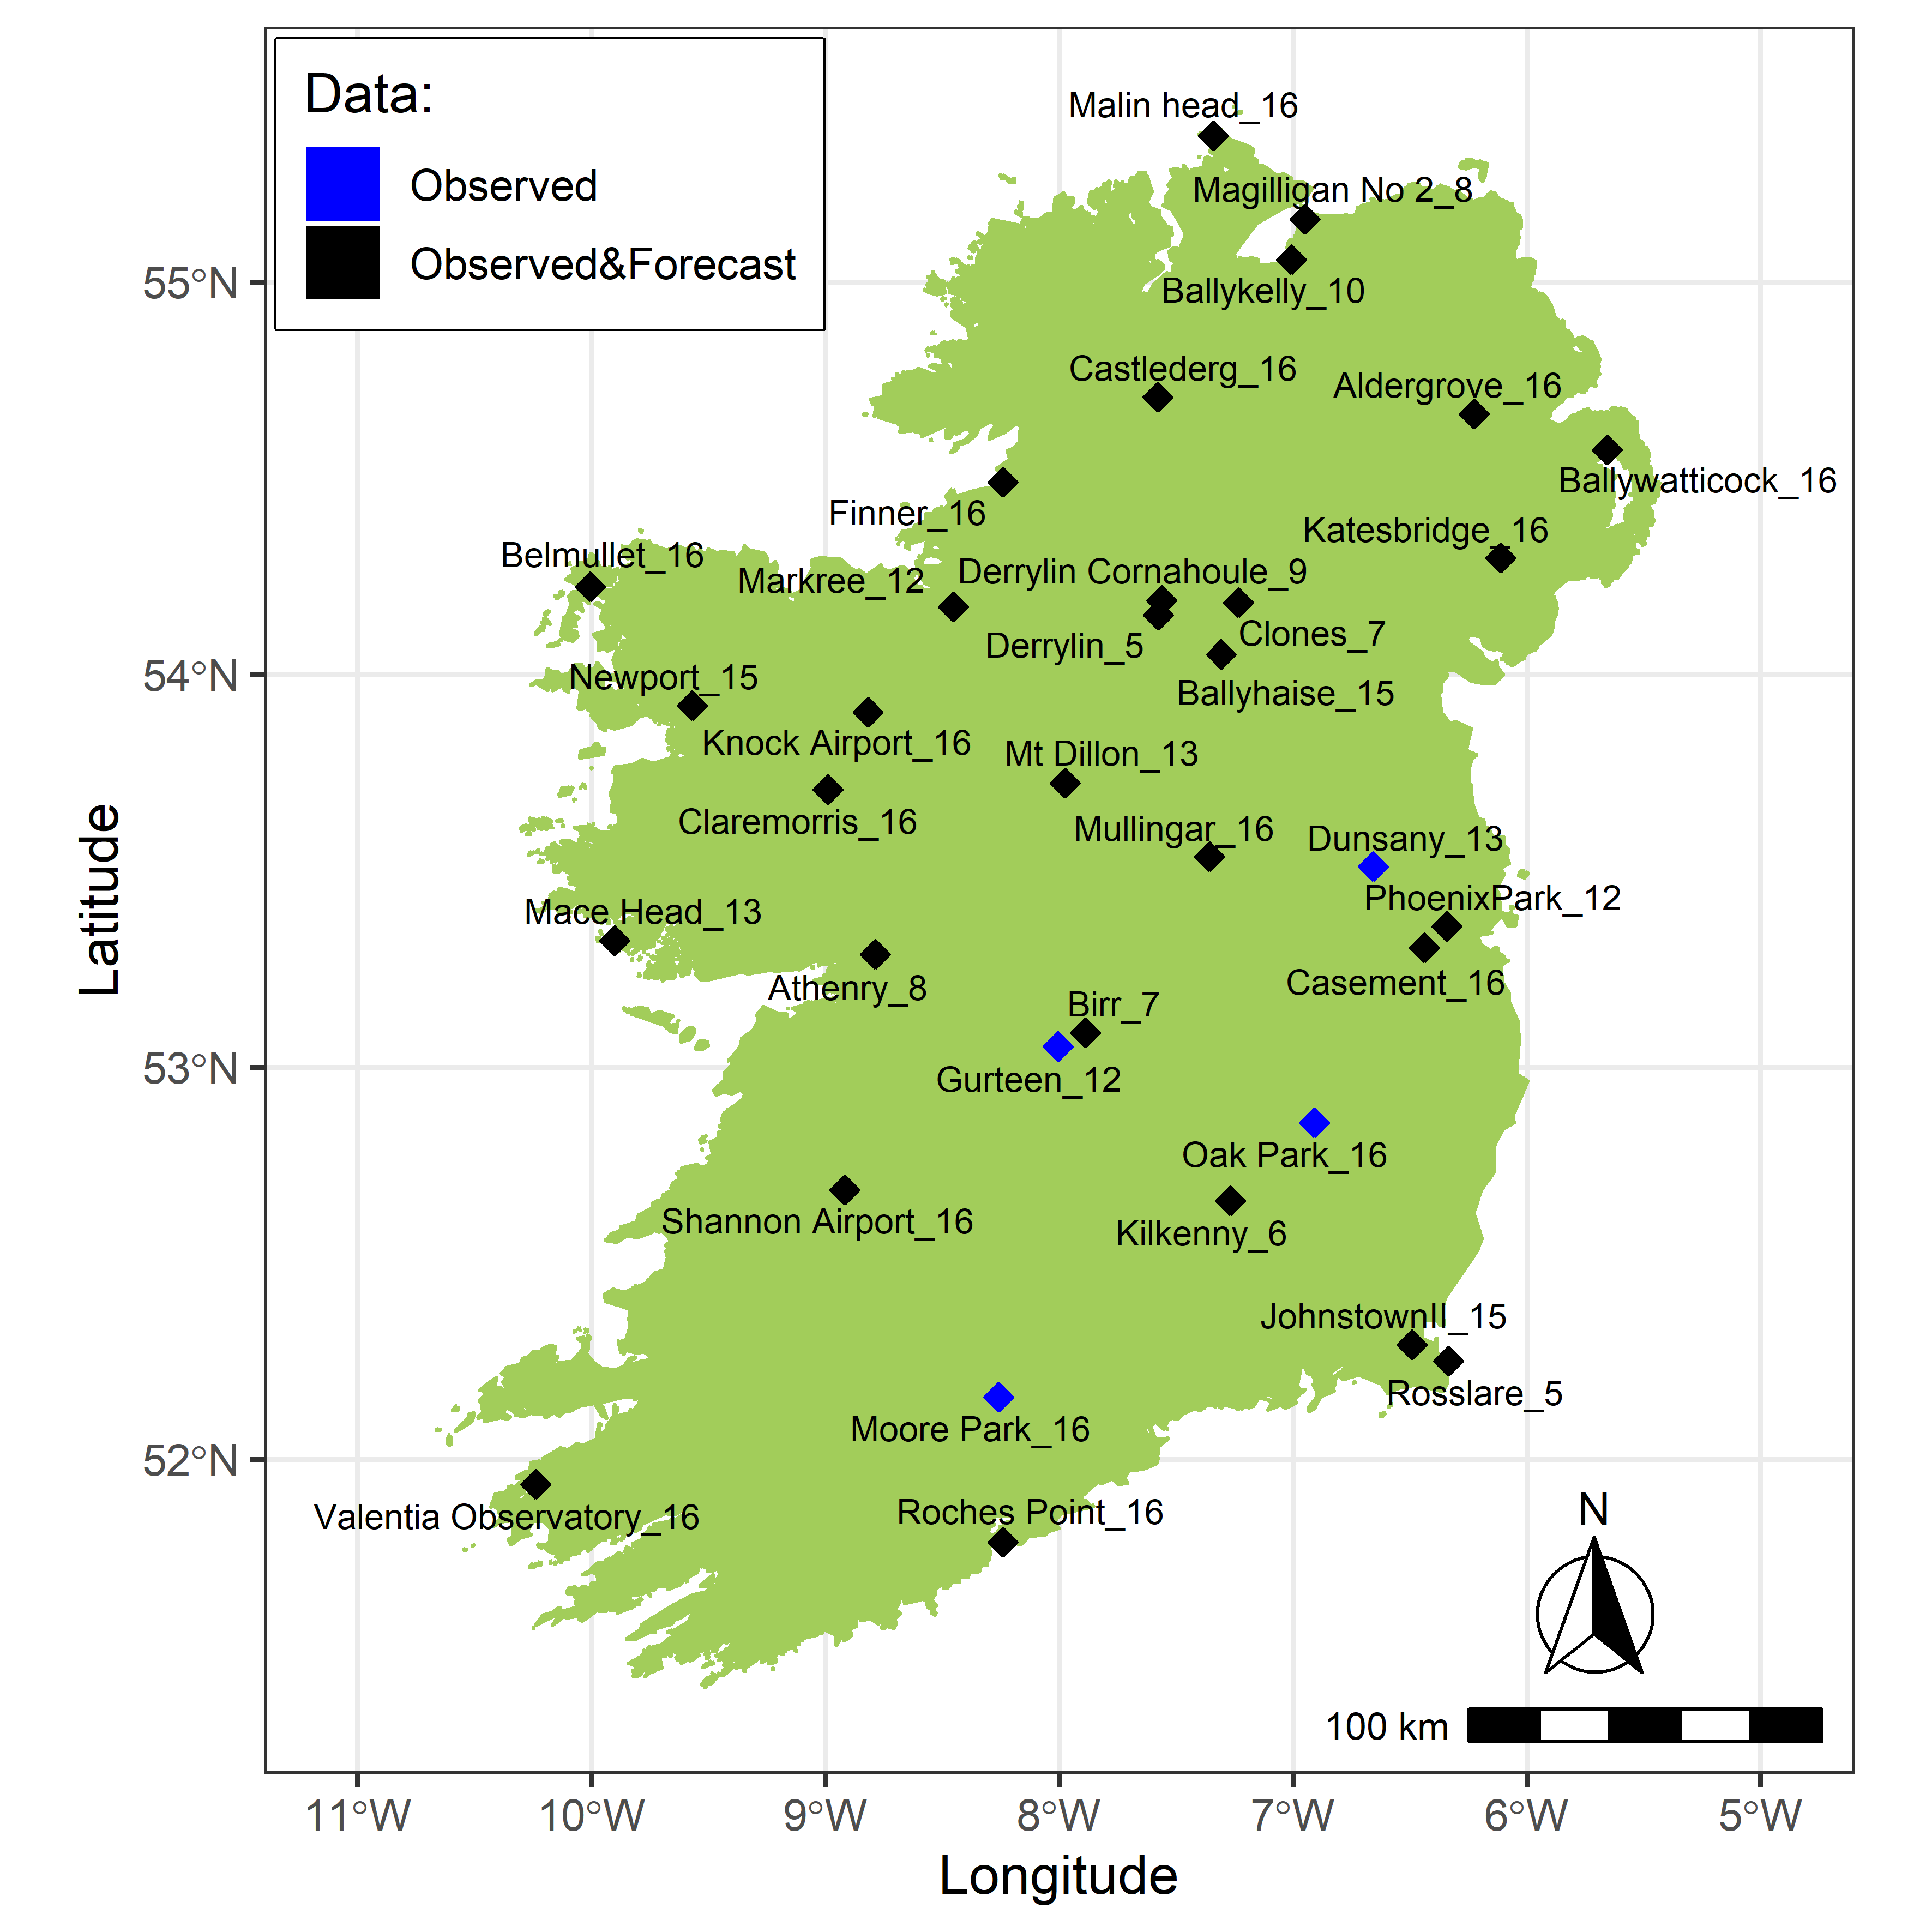 Data:
Observed
Observed&Forecast
Malin head_16
Magilligan No 2_8
Ballykelly_10
Castlederg_16
Aldergrove_16
Ballywatticock_16
Finner_16
Katesbridge_16
Belmullet_16
Markree_12
Derrylin Cornahoule_9
Derrylin_5
Clones_7
Ballyhaise_15
Newport_15
Knock Airport_16
Mt Dillon_13
Claremorris_16
Mullingar_16
Dunsany_13
PhoenixPark_12
Mace Head_13
Athenry_8
Casement_16
Birr_7
Gurteen_12
Oak Park_16
Shannon Airport_16
Kilkenny_6
JohnstownII_15
Rosslare_5
Moore Park_16
Valentia Observatory_16
Roches Point_16
N
100 km
55°N
54°N
53°N
52°N
Latitude
11°W
10°W
9°W
8°W
7°W
6°W
5°W
Longitude